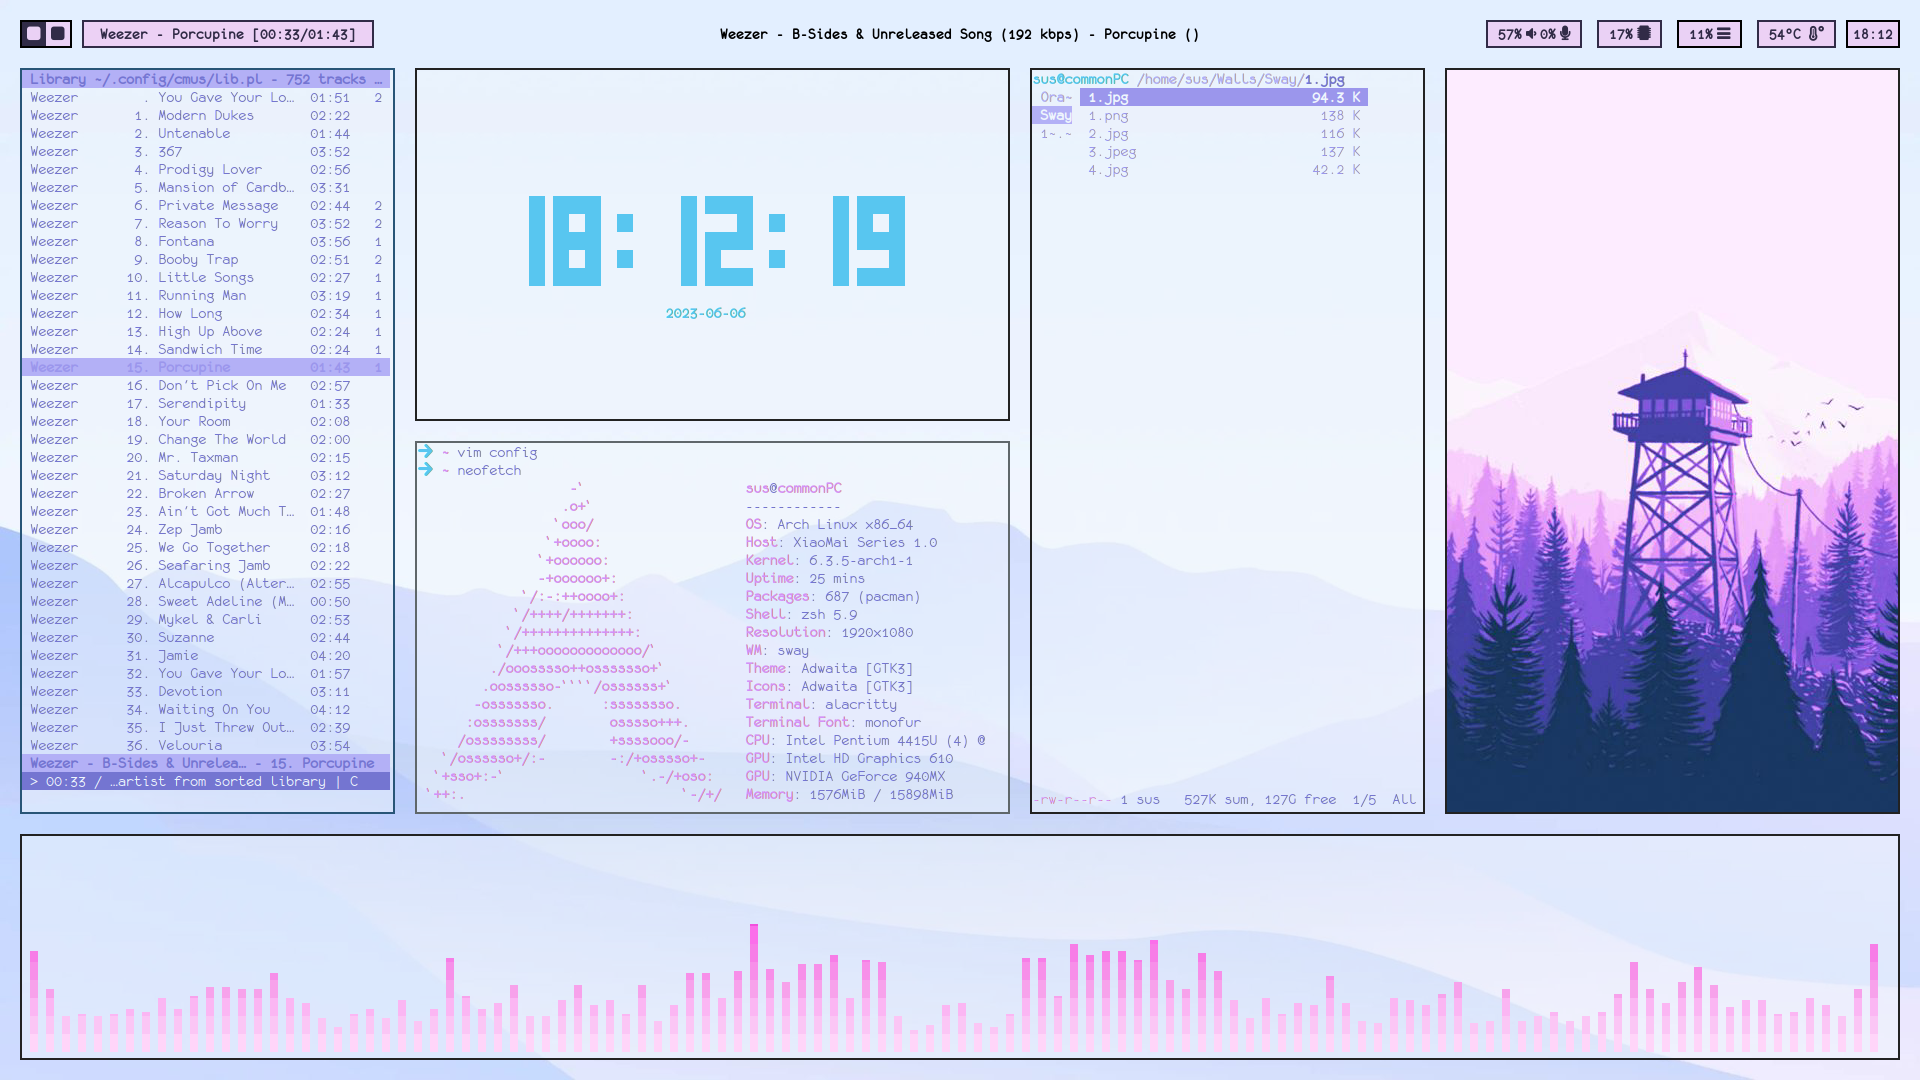 Weezer - Porcupine [00:33/01:43]
Weezer - B-Sides & Unreleased Song (192 kbps) - Porcupine ()
57% 0%
17%
11%
54°C
18:12
Library ~/.config/cmus/lib.pl - 752 tracks …
Weezer . You Gave Your Lo… 01:51 2
Weezer 1. Modern Dukes 02:22
Weezer 2. Untenable 01:44
Weezer 3. 367 03:52
Weezer 4. Prodigy Lover 02:56
Weezer 5. Mansion of Cardb… 03:31
Weezer 6. Private Message 02:44 2
Weezer 7. Reason To Worry 03:52 2
Weezer 8. Fontana 03:56 1
Weezer 9. Booby Trap 02:51 2
Weezer 10. Little Songs 02:27 1
Weezer 11. Running Man 03:19 1
Weezer 12. How Long 02:34 1
Weezer 13. High Up Above 02:24 1
Weezer 14. Sandwich Time 02:24 1
Weezer 15. Porcupine 01:43 1
Weezer 16. Don't Pick On Me 02:57
Weezer 17. Serendipity 01:33
Weezer 18. Your Room 02:08
Weezer 19. Change The World 02:00
Weezer 20. Mr. Taxman 02:15
Weezer 21. Saturday Night 03:12
Weezer 22. Broken Arrow 02:27
Weezer 23. Ain't Got Much T… 01:48
Weezer 24. Zep Jamb 02:16
Weezer 25. We Go Together 02:18
Weezer 26. Seafaring Jamb 02:22
Weezer 27. Alcapulco (Alter… 02:55
Weezer 28. Sweet Adeline (M… 00:50
Weezer 29. Mykel & Carli 02:53
Weezer 30. Suzanne 02:44
Weezer 31. Jamie 04:20
Weezer 32. You Gave Your Lo… 01:57
Weezer 33. Devotion 03:11
Weezer 34. Waiting On You 04:12
Weezer 35. I Just Threw Out… 02:39
Weezer 36. Velouria 03:54
Weezer - B-Sides & Unrelea… - 15. Porcupine
> 00:33 / …artist from sorted library | C
18:12:19
2023-06-06
~ vim config
~ neofetch
-`
.o+`
`ooo/
`+oooo:
`+oooooo:
-+oooooo+:
`/:-:++oooo+:
`/++++/+++++++:
`/++++++++++++++:
`/+++ooooooooooooo/`
./ooosssso++osssssso+`
.oossssso-````/ossssss+`
-osssssso. :ssssssso.
:osssssss/ osssso+++.
/ossssssss/ +ssssooo/-
`/ossssso+/:- -:/+osssso+-
`+sso+:-` `.-/+oso:
`++:. `-/+/
sus@commonPC
------------
OS: Arch Linux x86_64
Host: XiaoMai Series 1.0
Kernel: 6.3.5-arch1-1
Uptime: 25 mins
Packages: 687 (pacman)
Shell: zsh 5.9
Resolution: 1920x1080
WM: sway
Theme: Adwaita [GTK3]
Icons: Adwaita [GTK3]
Terminal: alacritty
Terminal Font: monofur
CPU: Intel Pentium 4415U (4) @
GPU: Intel HD Graphics 610
GPU: NVIDIA GeForce 940MX
Memory: 1576MiB / 15898MiB
sus@commonPC /home/sus/Walls/Sway/1.jpg
Ora~ 1.jpg 94.3 K
Sway 1.png 138 K
1~.~ 2.jpg 116 K
3.jpeg 137 K
4.jpg 42.2 K
-rw-r--r-- 1 sus 527K sum, 127G free 1/5 All